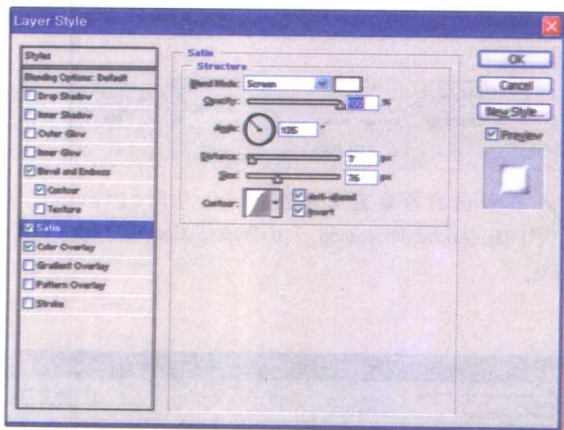 Layer Style
Styles
Blending Options: Default
Drop Shadow
Inner Shadow
Outer Glow
Inner Glow
Bevel and Emboss
Contour
Texture
Satin
Color Overlay
Gradient Overlay
Pattern Overlay
Stroke
Satin
Structure
Blend Mode: Screen
Opacity: 100 %
Angle: 135 °
Distance: 7 px
Size: 76 px
Contour: Anti-aliased
Invert
OK
Cancel
New Style...
Preview